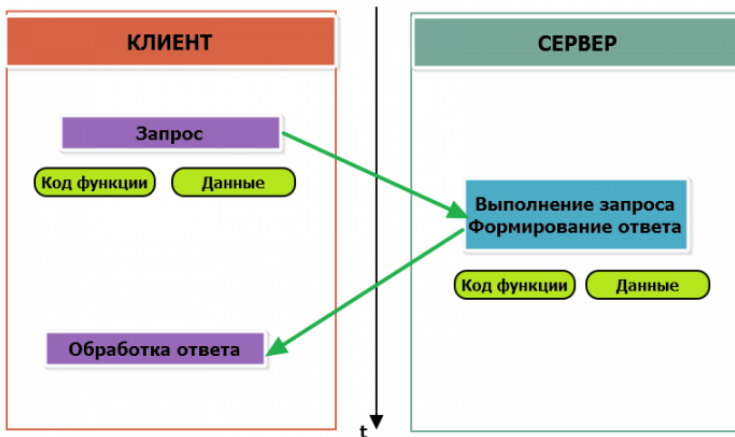 КЛИЕНТ
СЕРВЕР
Запрос
Код функции
Данные
Выполнение запроса
Формирование ответа
Код функции
Данные
Обработка ответа
t